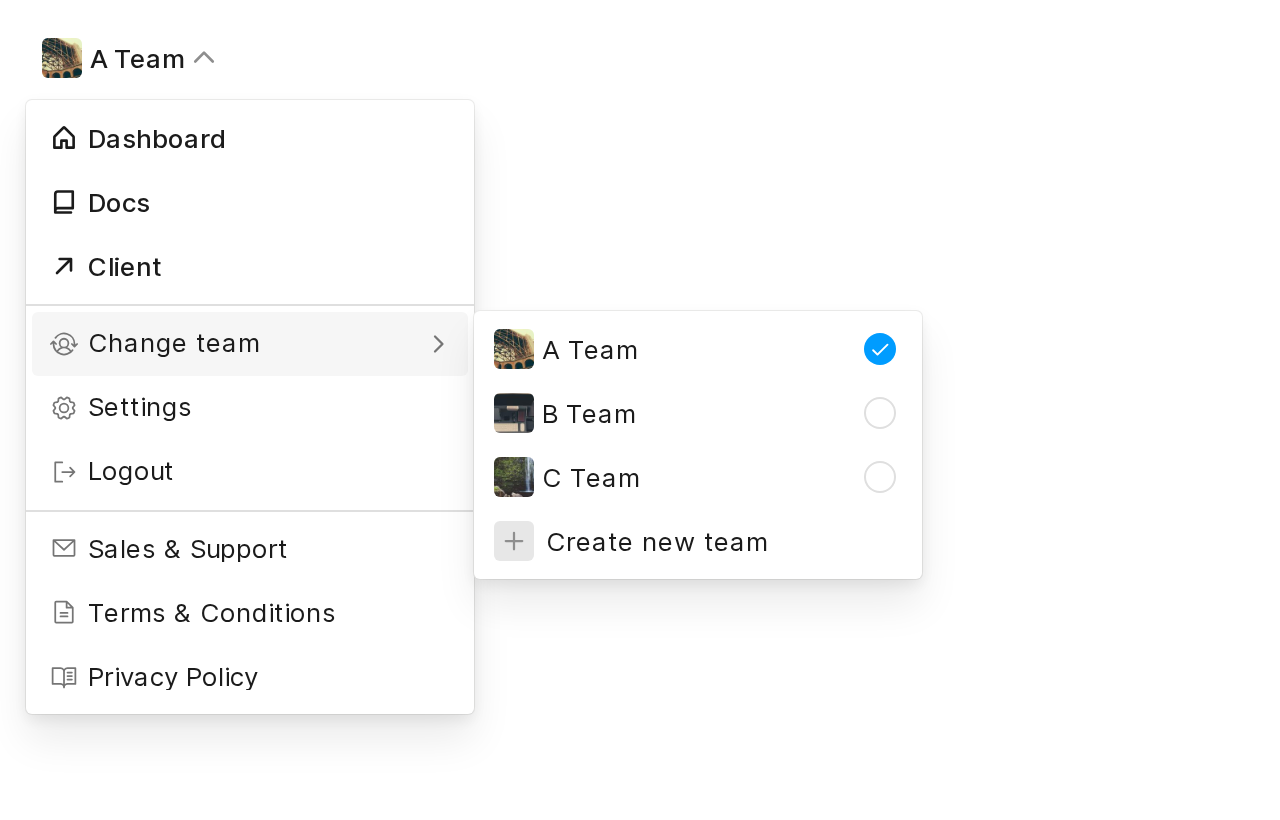 A Team
Dashboard
Docs
Client
Change team
Settings
Logout
Sales & Support
Terms & Conditions
Privacy Policy
A Team
B Team
C Team
Create new team